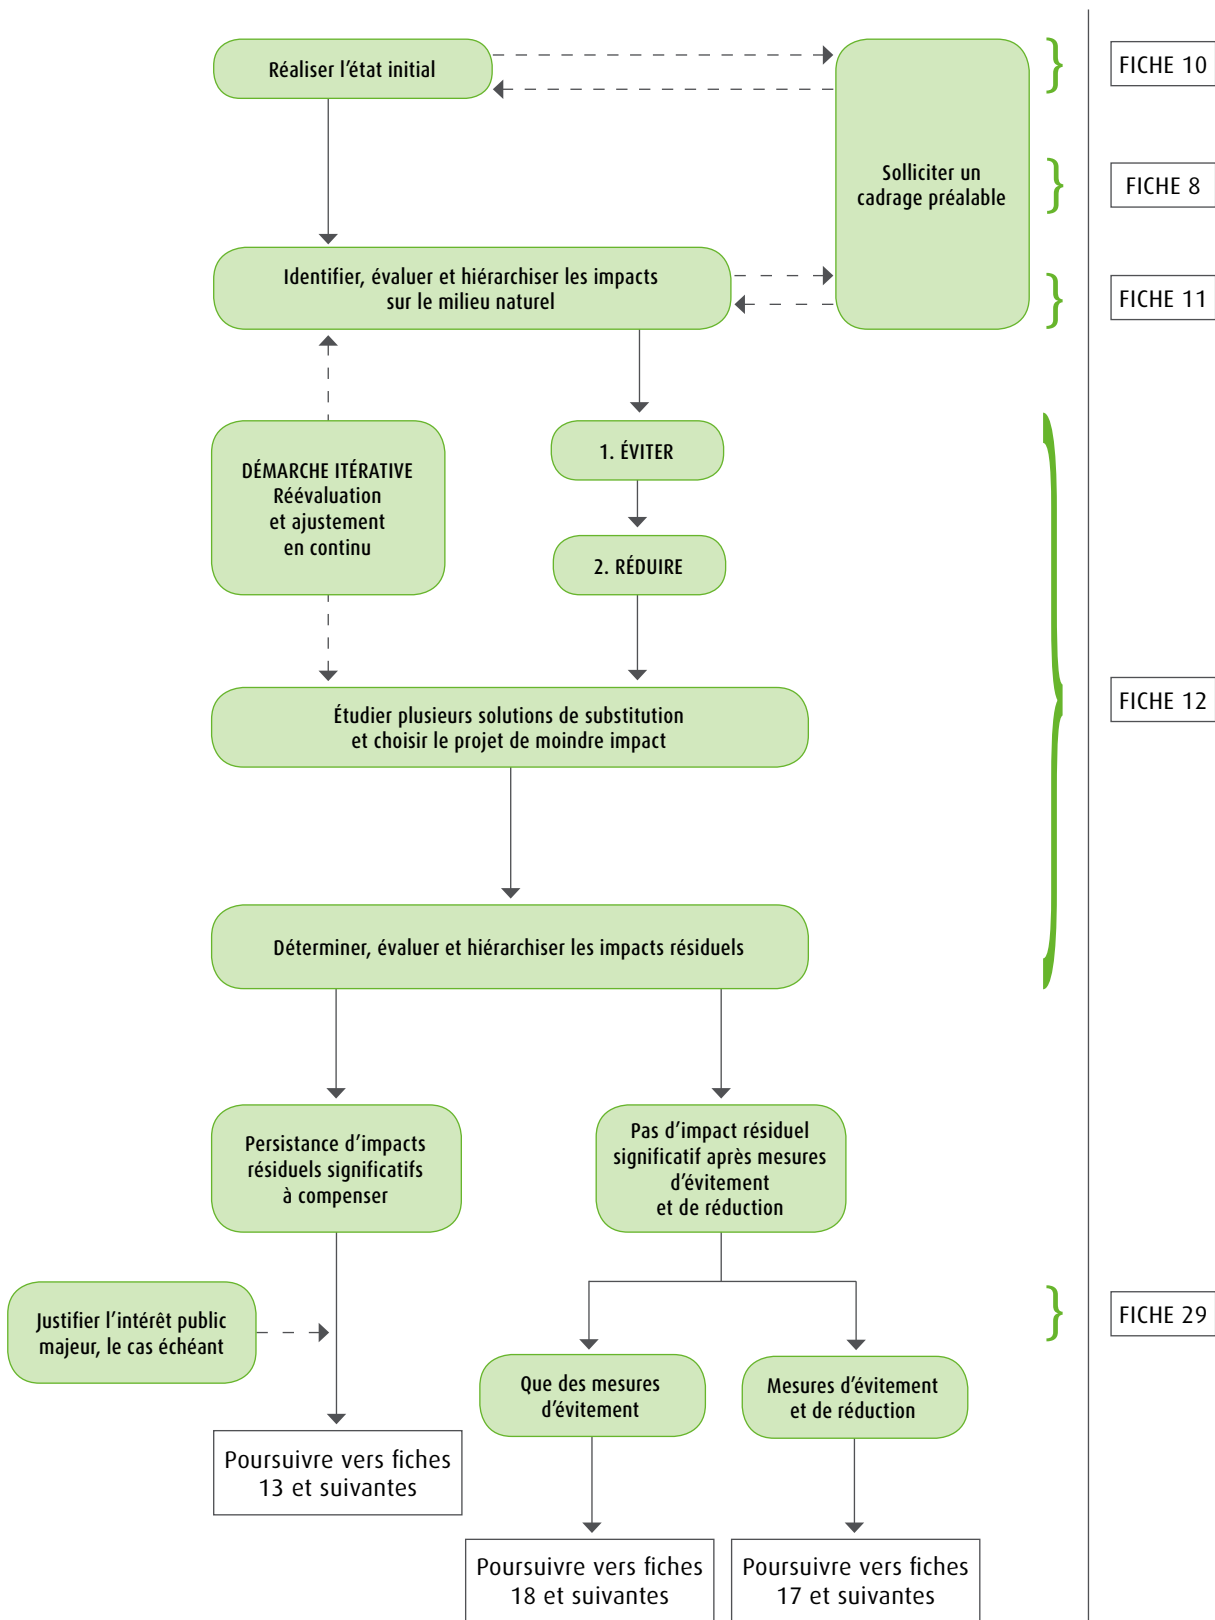 Réaliser l'état initial
FICHE 10
Solliciter un
cadrage préalable
FICHE 8
Identifier, évaluer et hiérarchiser les impacts
sur le milieu naturel
FICHE 11
DÉMARCHE ITÉRATIVE
Réévaluation
et ajustement
en continu
1. ÉVITER
2. RÉDUIRE
Étudier plusieurs solutions de substitution
et choisir le projet de moindre impact
FICHE 12
Déterminer, évaluer et hiérarchiser les impacts résiduels
Persistance d'impacts
résiduels significatifs
à compenser
Pas d'impact résiduel
significatif après mesures
d'évitement
et de réduction
Justifier l'intérêt public
majeur, le cas échéant
FICHE 29
Que des mesures
d'évitement
Mesures d'évitement
et de réduction
Poursuivre vers fiches
13 et suivantes
Poursuivre vers fiches
18 et suivantes
Poursuivre vers fiches
17 et suivantes